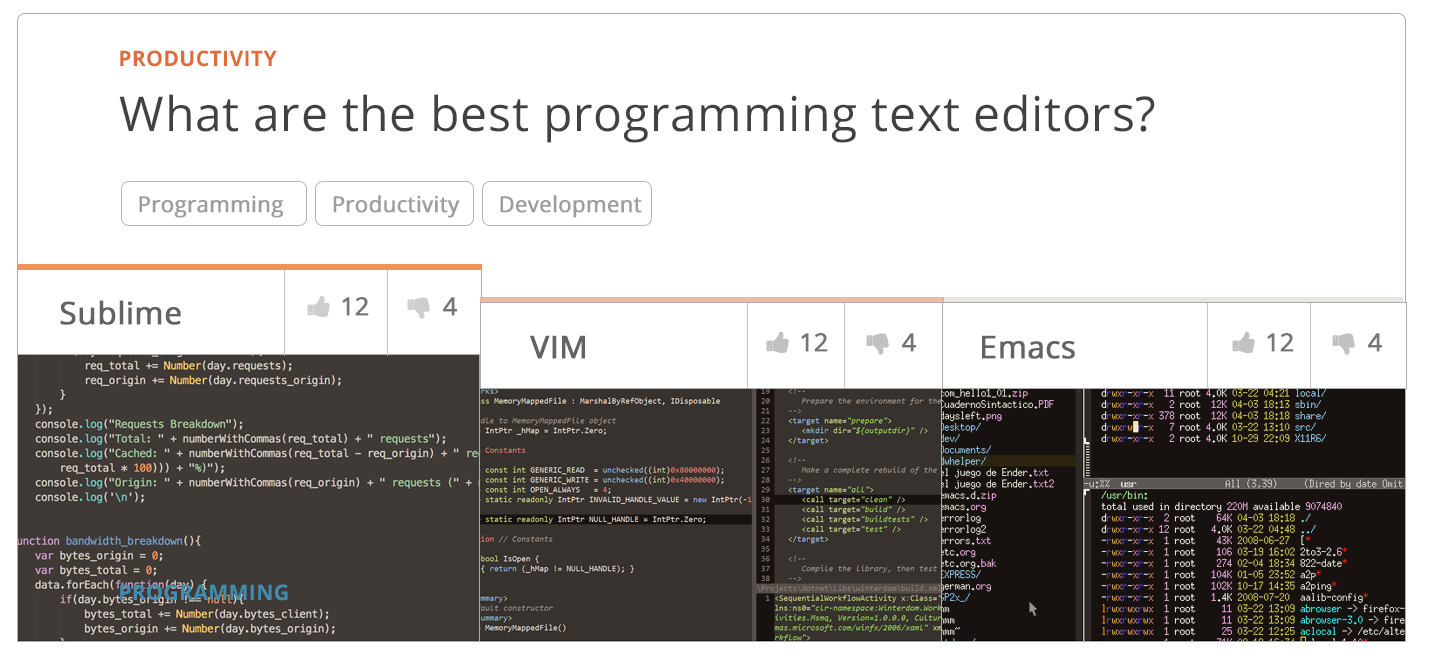 PRODUCTIVITY
What are the best programming text editors?
Programming
Productivity
Development
Sublime
12
4
VIM
12
4
Emacs
12
4
req_total += Number(day.requests);
req_origin += Number(day.requests_origin);
}
});
console.log("Requests Breakdown");
console.log("Total: " + numberWithCommas(req_total) + " requests");
console.log("Cached: " + numberWithCommas(req_total - req_origin) + " re
req_total * 100))) + "%)");
console.log("Origin: " + numberWithCommas(req_origin) + " requests (" +
console.log('\n');
unction bandwidth_breakdown(){
var bytes_origin = 0;
var bytes_total = 0;
data.forEach(function(day) {
PROGRAMMING
if(day.bytes_origin !== null){
bytes_total += Number(day.bytes_client);
bytes_origin += Number(day.bytes_origin);
rks>
ss MemoryMappedFile : MarshalByRefObject, IDisposable
dle to MemoryMappedFile object
IntPtr _hMap = IntPtr.Zero;
Constants
const int GENERIC_READ = unchecked((int)0x80000000);
const int GENERIC_WRITE = unchecked((int)0x40000000);
const int OPEN_ALWAYS = 4;
static readonly IntPtr INVALID_HANDLE_VALUE = new IntPtr(-1
static readonly IntPtr NULL_HANDLE = IntPtr.Zero;
ion // Constants
bool IsOpen {
{ return (_hMap != NULL_HANDLE); }
mmary>
ault constructor
ummary>
MemoryMappedFile()
19 <!--
20 Prepare the environment for the
21 -->
22 <target name="prepare">
23 <mkdir dir="${outputdir}" />
24 </target>
25
26 <!--
27 Make a complete rebuild of the
28 -->
29 <target name="all">
30 <call target="clean" />
31 <call target="build" />
32 <call target="buildtests" />
33 <call target="test" />
34 </target>
35
36 <!--
37 Compile the library, then test
38 -->
\Projects\dotnet\Libs\winterdom\build.xm
1 <SequentialWorkflowActivity x:Class="
lns:ns0="clr-namespace:Winterdom.Work
ivities.Msmq, Version=1.0.0.0, Cultur
mas.microsoft.com/winfx/2006/xaml" xm
rkflow">
com_hello1_01.zip
CuadernoSintactico.PDF
daysleft.png
Desktop/
dev/
Documents/
dwhelper/
el juego de Ender.txt
el juego de Ender.txt2
emacs.d.zip
emacs.org
errorlog
errorlog2
errors.txt
etc.org
etc.org.bak
EXPRESS/
german.org
GP2x_/
drwxr-xr-x 11 root 4.0K 03-22 04:21 local/
drwxr-xr-x 2 root 12K 04-03 18:13 sbin/
drwxr-xr-x 378 root 12K 04-03 18:18 share/
drwxrwxr-x 7 root 4.0K 03-22 13:10 src/
drwxr-xr-x 2 root 4.0K 10-29 22:09 X11R6/
-u:%% usr All (3,39) (Dired by date Omit
/usr/bin:
total used in directory 220M available 9074840
drwxr-xr-x 2 root 64K 04-03 18:18 ./
drwxr-xr-x 12 root 4.0K 03-22 04:48 ../
-rwxr-xr-x 1 root 43K 2008-06-27 [*
-rwxr-xr-x 1 root 106 03-19 16:02 2to3-2.6*
-rwxr-xr-x 1 root 274 02-04 18:34 822-date*
-rwxr-xr-x 1 root 104K 01-05 23:52 a2p*
-rwxr-xr-x 1 root 102K 10-17 14:35 a2ping*
-rwxr-xr-x 1 root 1.4K 2008-07-20 aalib-config*
lrwxrwxrwx 1 root 11 03-22 13:09 abrowser -> firefox-
lrwxrwxrwx 1 root 11 03-22 13:09 abrowser-3.0 -> fire
lrwxrwxrwx 1 root 25 03-22 12:25 aclocal -> /etc/alte